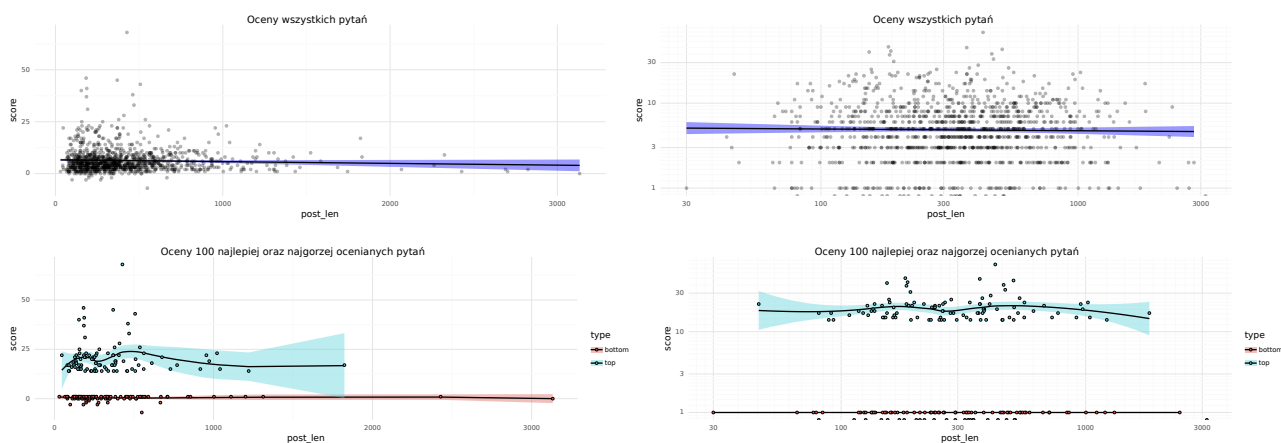 Oceny wszystkich pytań
score
50
25
0
0
1000
2000
3000
post_len
Oceny wszystkich pytań
score
30
10
3
1
30
100
300
1000
3000
post_len
Oceny 100 najlepiej oraz najgorzej ocenianych pytań
score
50
25
0
0
1000
2000
3000
post_len
type
bottom
top
Oceny 100 najlepiej oraz najgorzej ocenianych pytań
score
30
10
3
1
30
100
300
1000
3000
post_len
type
bottom
top